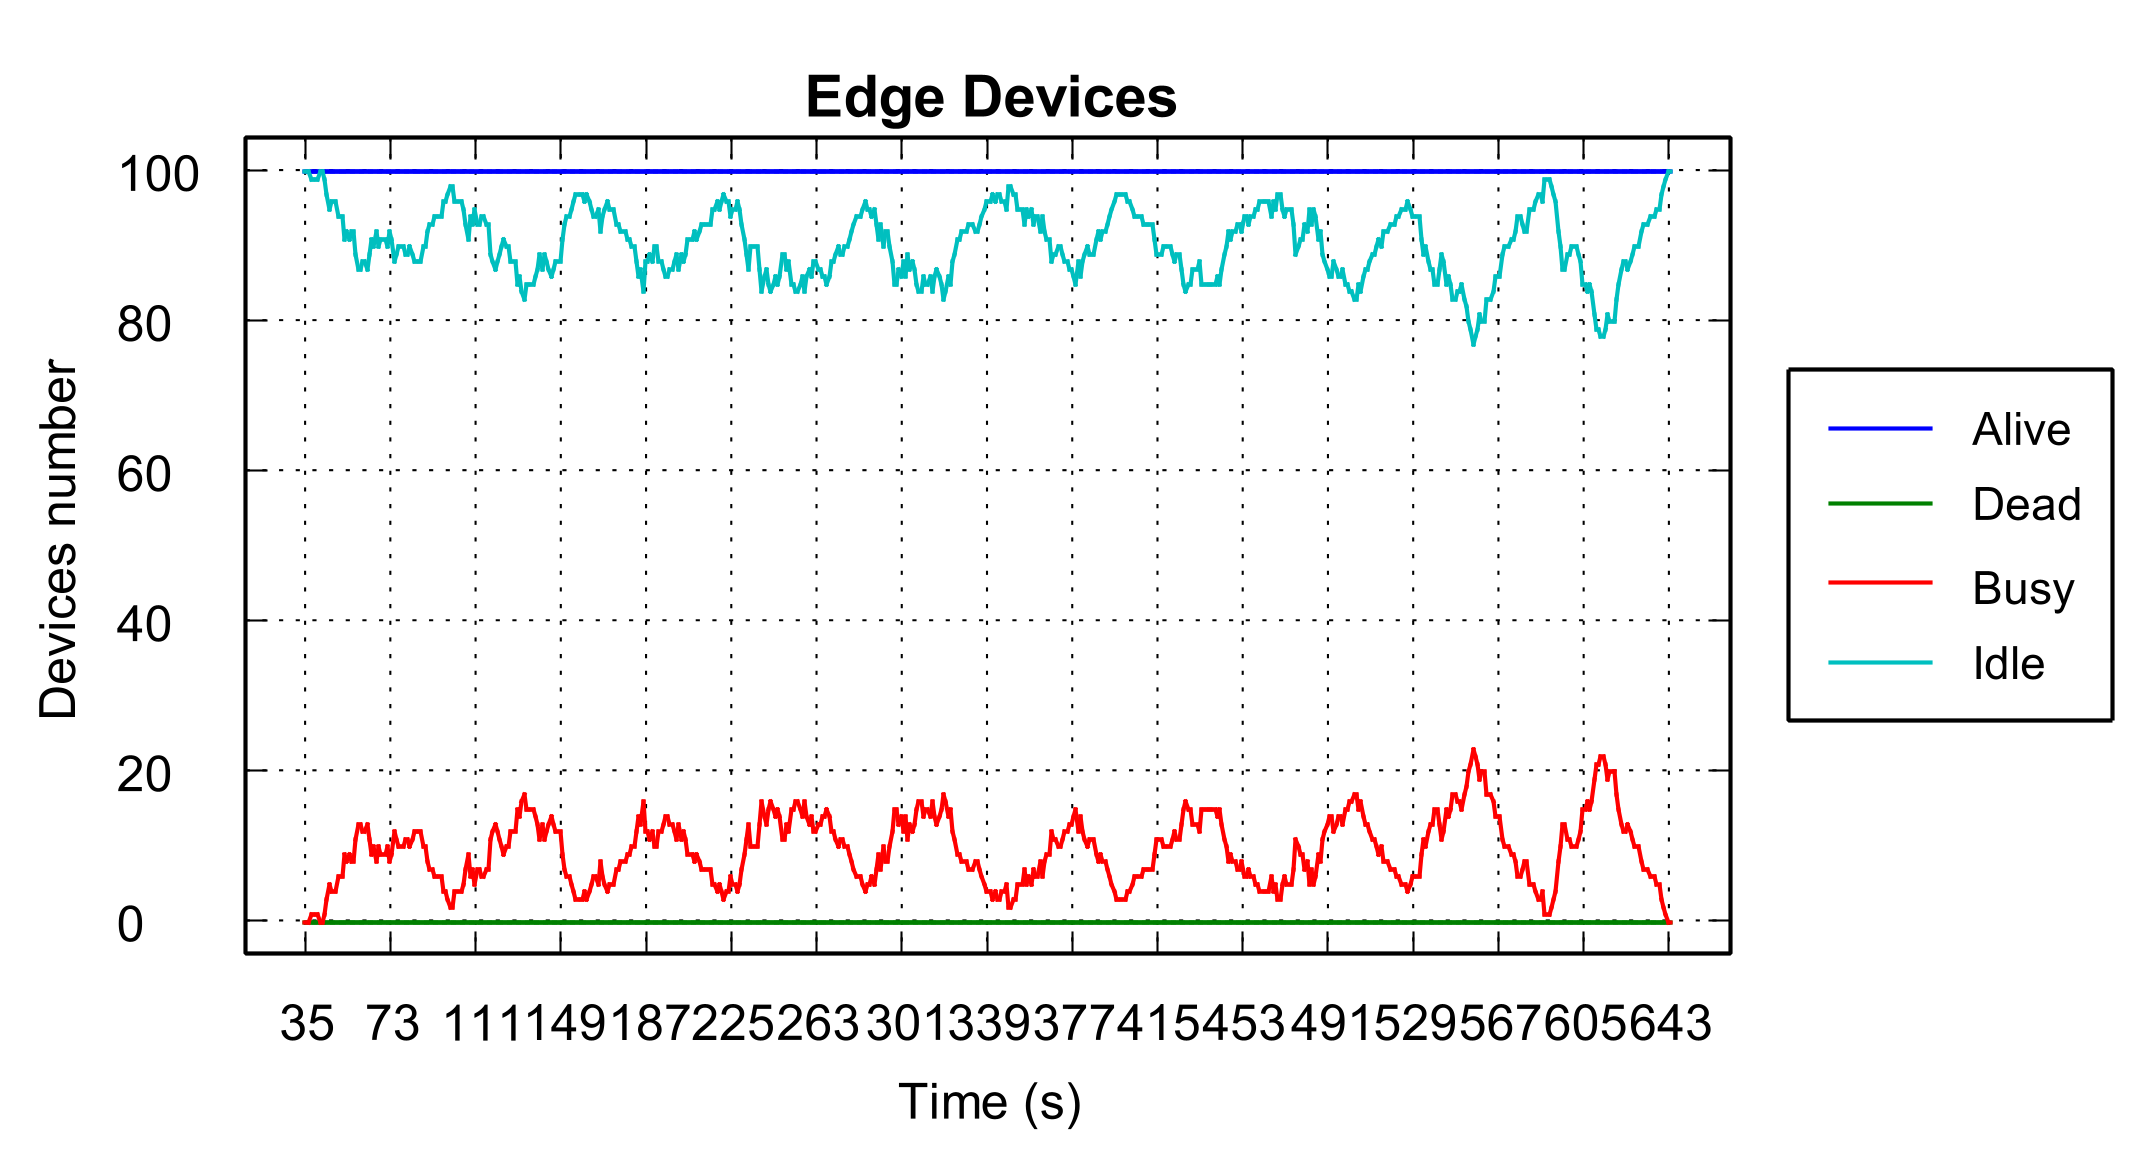 Edge Devices
100
80
60
40
20
0
Devices number
35 73 111 149 187 225 263 301 339 377 415 453 491 529 567 605 643
Time (s)
Alive
Dead
Busy
Idle